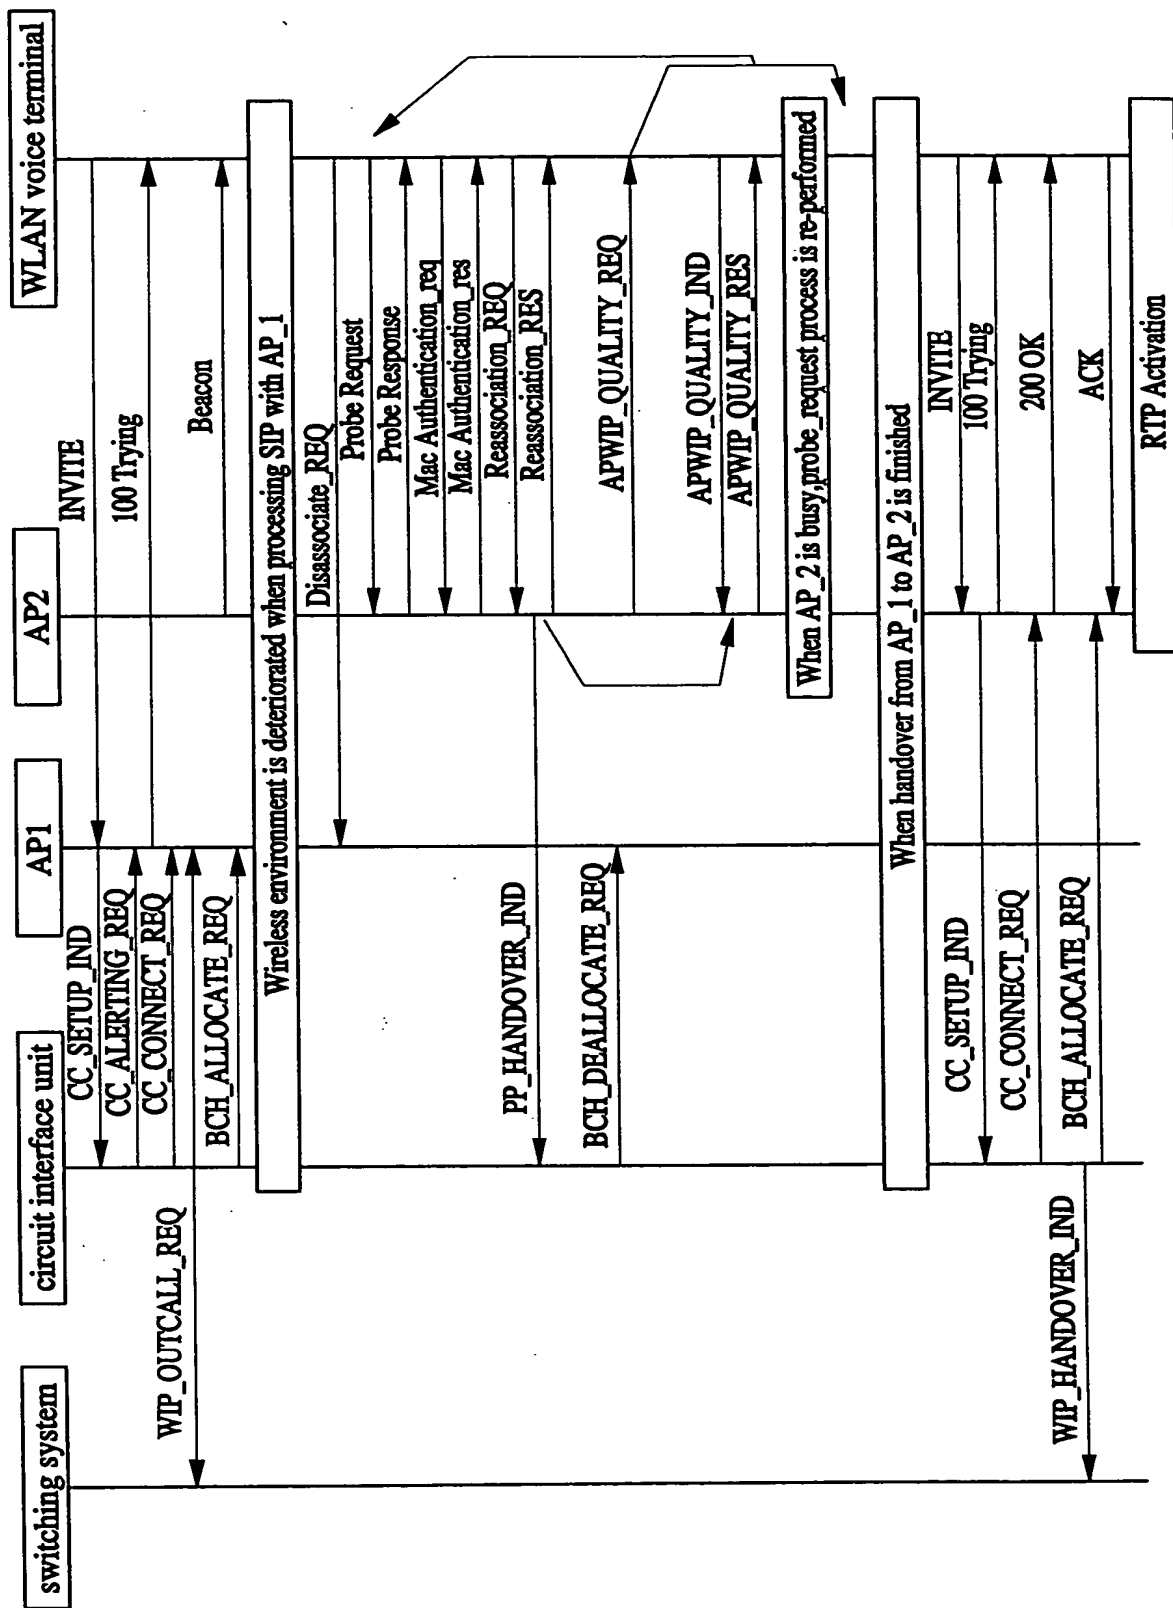 switching system
circuit interface unit
AP1
AP2
WLAN voice terminal
INVITE
CC_SETUP_IND
100 Trying
CC_ALERTING_REQ
CC_CONNECT_REQ
WIP_OUTCALL_REQ
Beacon
BCH_ALLOCATE_REQ
Wireless environment is deteriorated when processing SIP with AP_1
Disassociate_REQ
Probe Request
Probe Response
Mac Authentication_req
Mac Authentication_res
Reassociation_REQ
Reassociation_RES
PP_HANDOVER_IND
BCH_DEALLOCATE_REQ
APWIP_QUALITY_REQ
APWIP_QUALITY_IND
APWIP_QUALITY_RES
When AP_2 is busy,probe_request process is re-performed
When handover from AP_1 to AP_2 is finished
INVITE
CC_SETUP_IND
100 Trying
CC_CONNECT_REQ
200 OK
WIP_HANDOVER_IND
BCH_ALLOCATE_REQ
ACK
RTP Activation